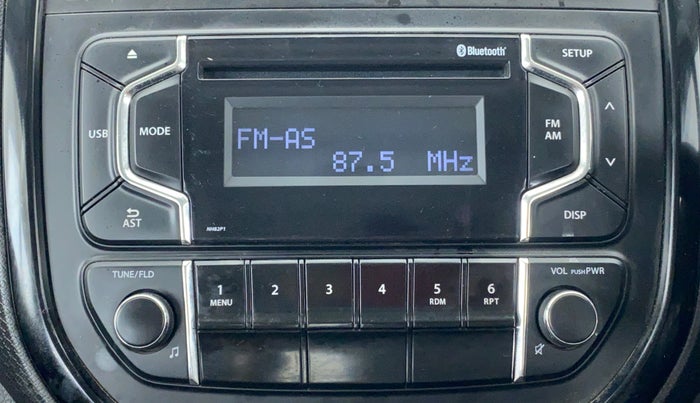 Bluetooth
SETUP
USB
MODE
FM
AM
FM-AS
87.5 MHz
AST
NH82P1
DISP
TUNE/FLD
1
MENU
2
3
4
5
RDM
6
RPT
VOL PUSH PWR